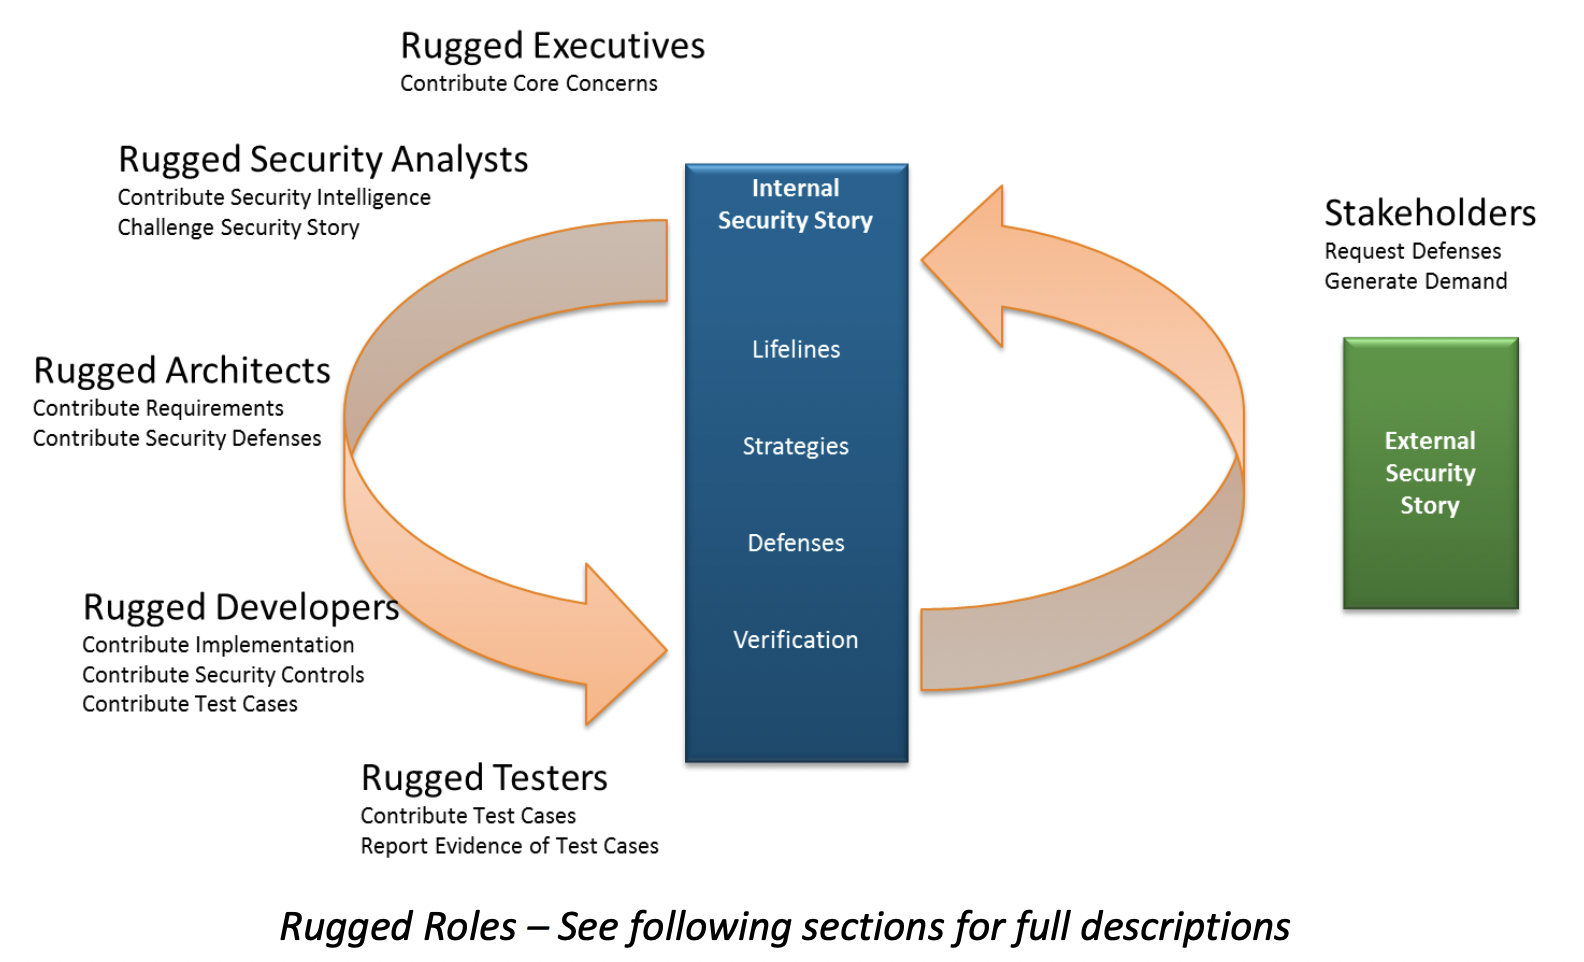 Rugged Executives
Contribute Core Concerns
Rugged Security Analysts
Contribute Security Intelligence
Challenge Security Story
Rugged Architects
Contribute Requirements
Contribute Security Defenses
Rugged Developers
Contribute Implementation
Contribute Security Controls
Contribute Test Cases
Rugged Testers
Contribute Test Cases
Report Evidence of Test Cases
Internal
Security Story
Lifelines
Strategies
Defenses
Verification
Stakeholders
Request Defenses
Generate Demand
External
Security
Story
Rugged Roles – See following sections for full descriptions